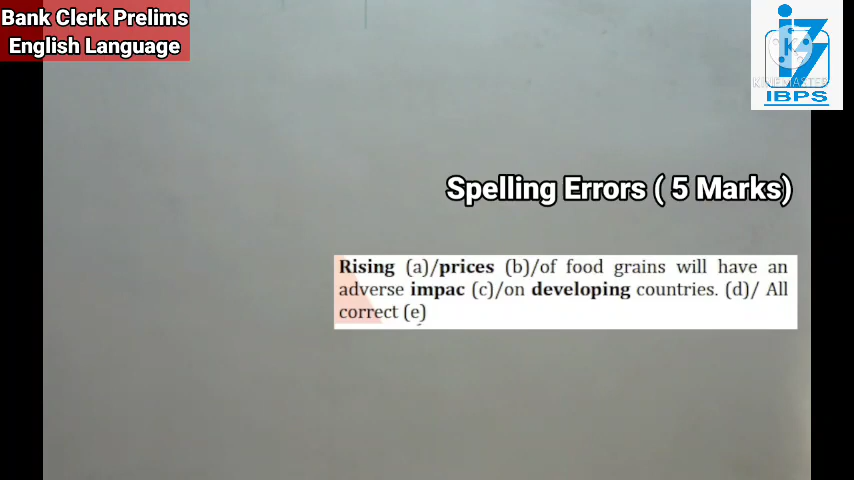 Bank Clerk Prelims
English Language
KINEMASTER
IBPS
Spelling Errors ( 5 Marks)
Rising (a)/prices (b)/of food grains will have an
adverse impac (c)/on developing countries. (d)/ All
correct (e)